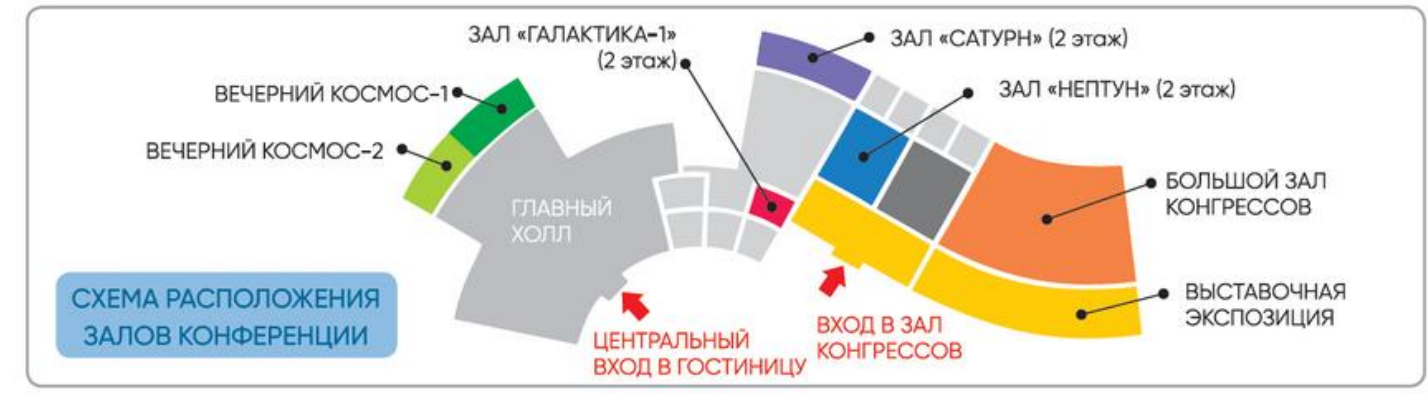 ЗАЛ «ГАЛАКТИКА-1»
(2 этаж)
ЗАЛ «САТУРН» (2 этаж)
ВЕЧЕРНИЙ КОСМОС-1
ЗАЛ «НЕПТУН» (2 этаж)
ВЕЧЕРНИЙ КОСМОС-2
БОЛЬШОЙ ЗАЛ
КОНГРЕССОВ
ГЛАВНЫЙ
ХОЛЛ
СХЕМА РАСПОЛОЖЕНИЯ
ЗАЛОВ КОНФЕРЕНЦИИ
ВЫСТАВОЧНАЯ
ЭКСПОЗИЦИЯ
ЦЕНТРАЛЬНЫЙ
ВХОД В ГОСТИНИЦУ
ВХОД В ЗАЛ
КОНГРЕССОВ